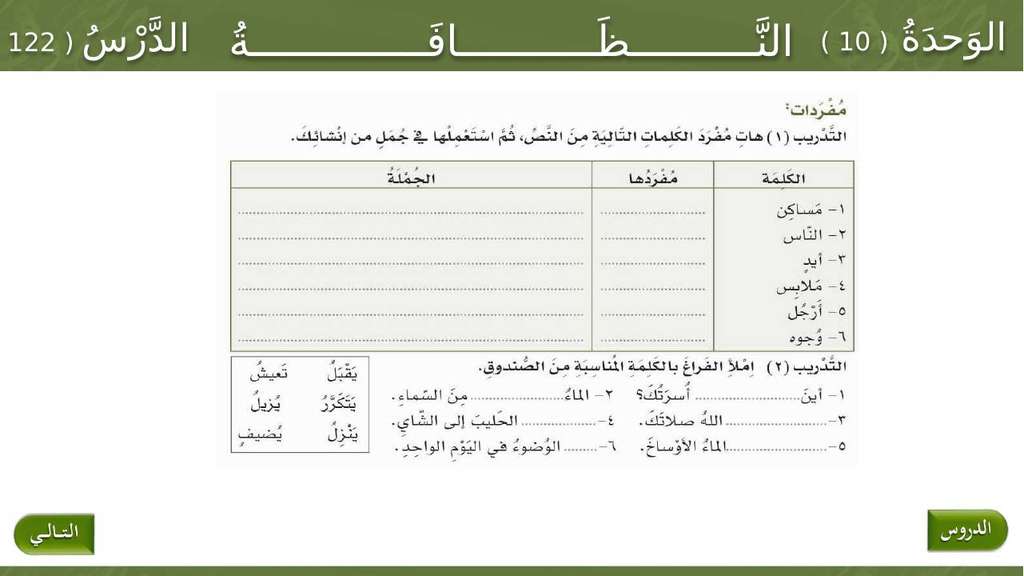 الوَحدَةُ ( 10 ) النَّظَافَةُ الدَّرْسُ ( 122
مُفْرَدات:
التَّدْريب (١) هاتِ مُفْرَدَ الكَلِماتِ التَّالِيَةِ مِنَ النَّصِّ، ثُمَّ اسْتَعْمِلْها في جُمَلٍ من إنْشائِكَ.
الكَلِمَة مُفْرَدُها الجُمْلَةُ
١- مَساكِن ........................ ........................
٢- النّاس ........................ ........................
٣- أيدٍ ........................ ........................
٤- مَلابِس ........................ ........................
٥- أَرْجُل ........................ ........................
٦- وُجوه ........................ ........................
التَّدْريب (٢) اِمْلأ الفَراغَ بالكَلِمَةِ المُناسِبَةِ مِنَ الصُّندوقِ.
١- أينَ........................ أُسرَتُكَ؟ ٢- الماءُ........................مِنَ السّماءِ.
٣-........................ اللهُ صلاتَكَ. ٤- .................... الحَليبَ إلى الشّايِ.
٥-........................الماءُ الأوْساخَ. ٦-......... الوُضوءُ في اليَوْمِ الواحِدِ.
يَقْبَلُ تَعيشُ
يَتَكَرَّرُ يُزيلُ
يَنْزِلُ يُضيفِ
الدروس
التالي